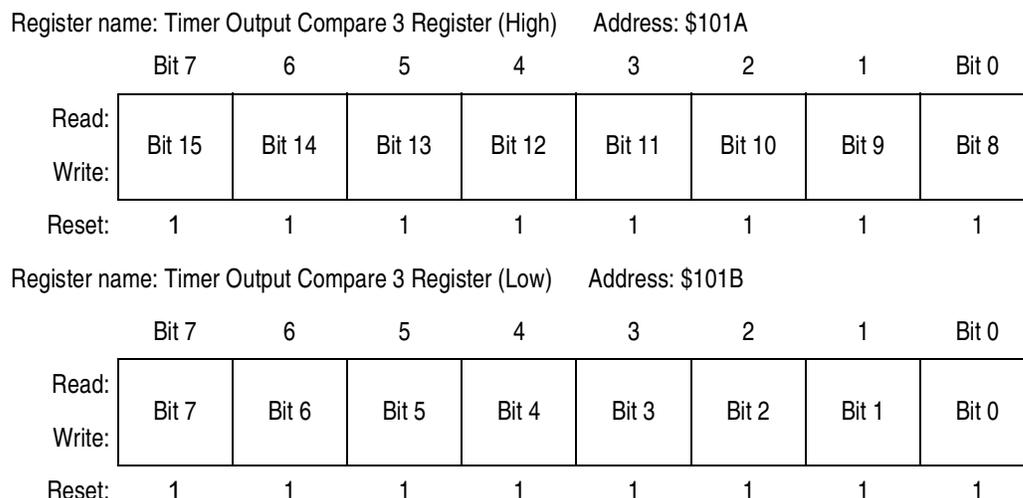 Register name: Timer Output Compare 3 Register (High) Address: $101A
Bit 7 6 5 4 3 2 1 Bit 0
Read:
Bit 15 Bit 14 Bit 13 Bit 12 Bit 11 Bit 10 Bit 9 Bit 8
Write:
Reset: 1 1 1 1 1 1 1 1
Register name: Timer Output Compare 3 Register (Low) Address: $101B
Bit 7 6 5 4 3 2 1 Bit 0
Read:
Bit 7 Bit 6 Bit 5 Bit 4 Bit 3 Bit 2 Bit 1 Bit 0
Write:
Reset: 1 1 1 1 1 1 1 1